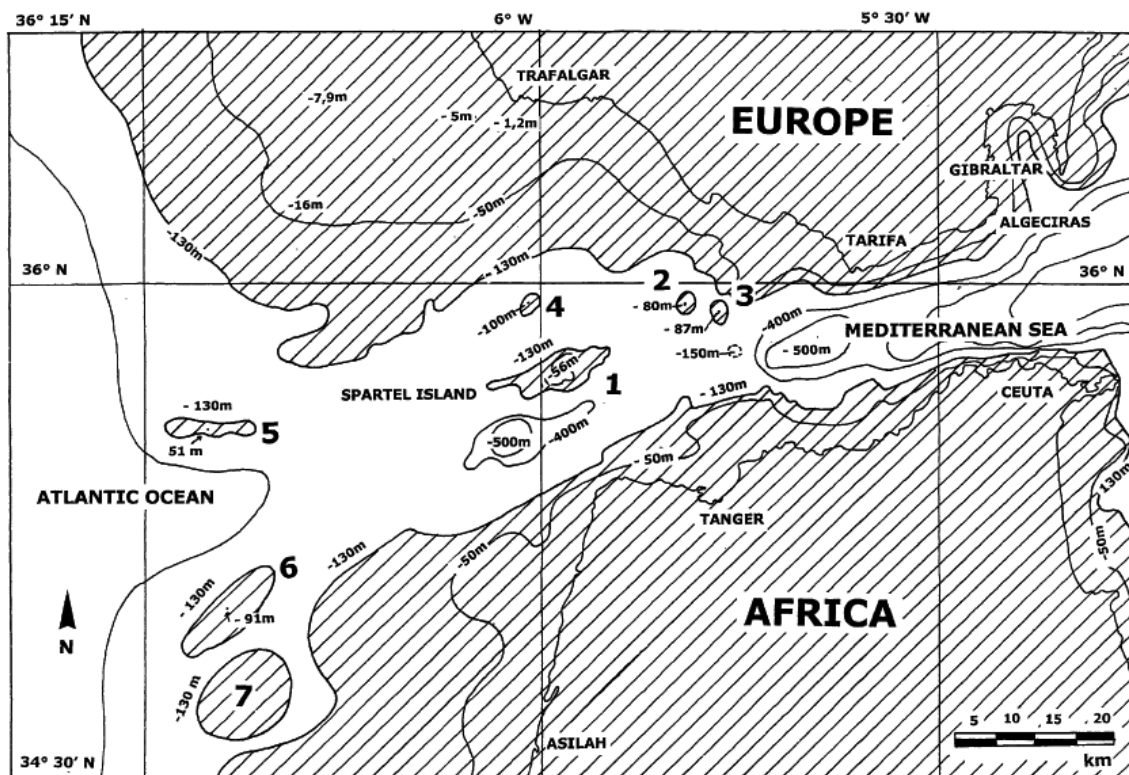 36° 15’ N
6° W
5° 30’ W
TRAFALGAR
-7,9m
- 5m
- 1,2m
EUROPE
GIBRALTAR
-16m
-50m
ALGECIRAS
-130m
TARIFA
36° N
- 130m
2
3
36° N
- 80m
-100m
4
- 87m
-400m
MEDITERRANEAN SEA
-130m
-150m
- 500m
-56m
SPARTEL ISLAND
1
- 130m
CEUTA
- 130m
-400m
5
-500m
51 m
- 50m
ATLANTIC OCEAN
130m
TANGER
-50m
-130m
-50m
6
-130m
- 91m
AFRICA
N
7
-130 m
5 10 15 20
ASILAH
km
34° 30’ N